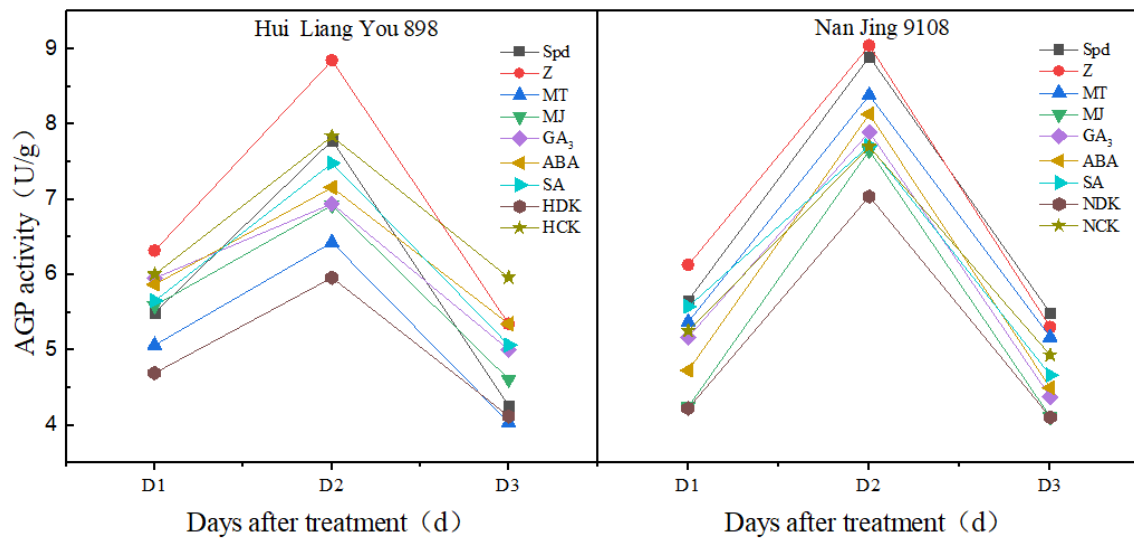 Hui Liang You 898
Nan Jing 9108
AGP activity（U/g）
9
8
7
6
5
4
Spd
Z
MT
MJ
GA₃
ABA
SA
HDK
HCK
Spd
Z
MT
MJ
GA₃
ABA
SA
NDK
NCK
D1 D2 D3
D1 D2 D3
Days after treatment（d）
Days after treatment（d）